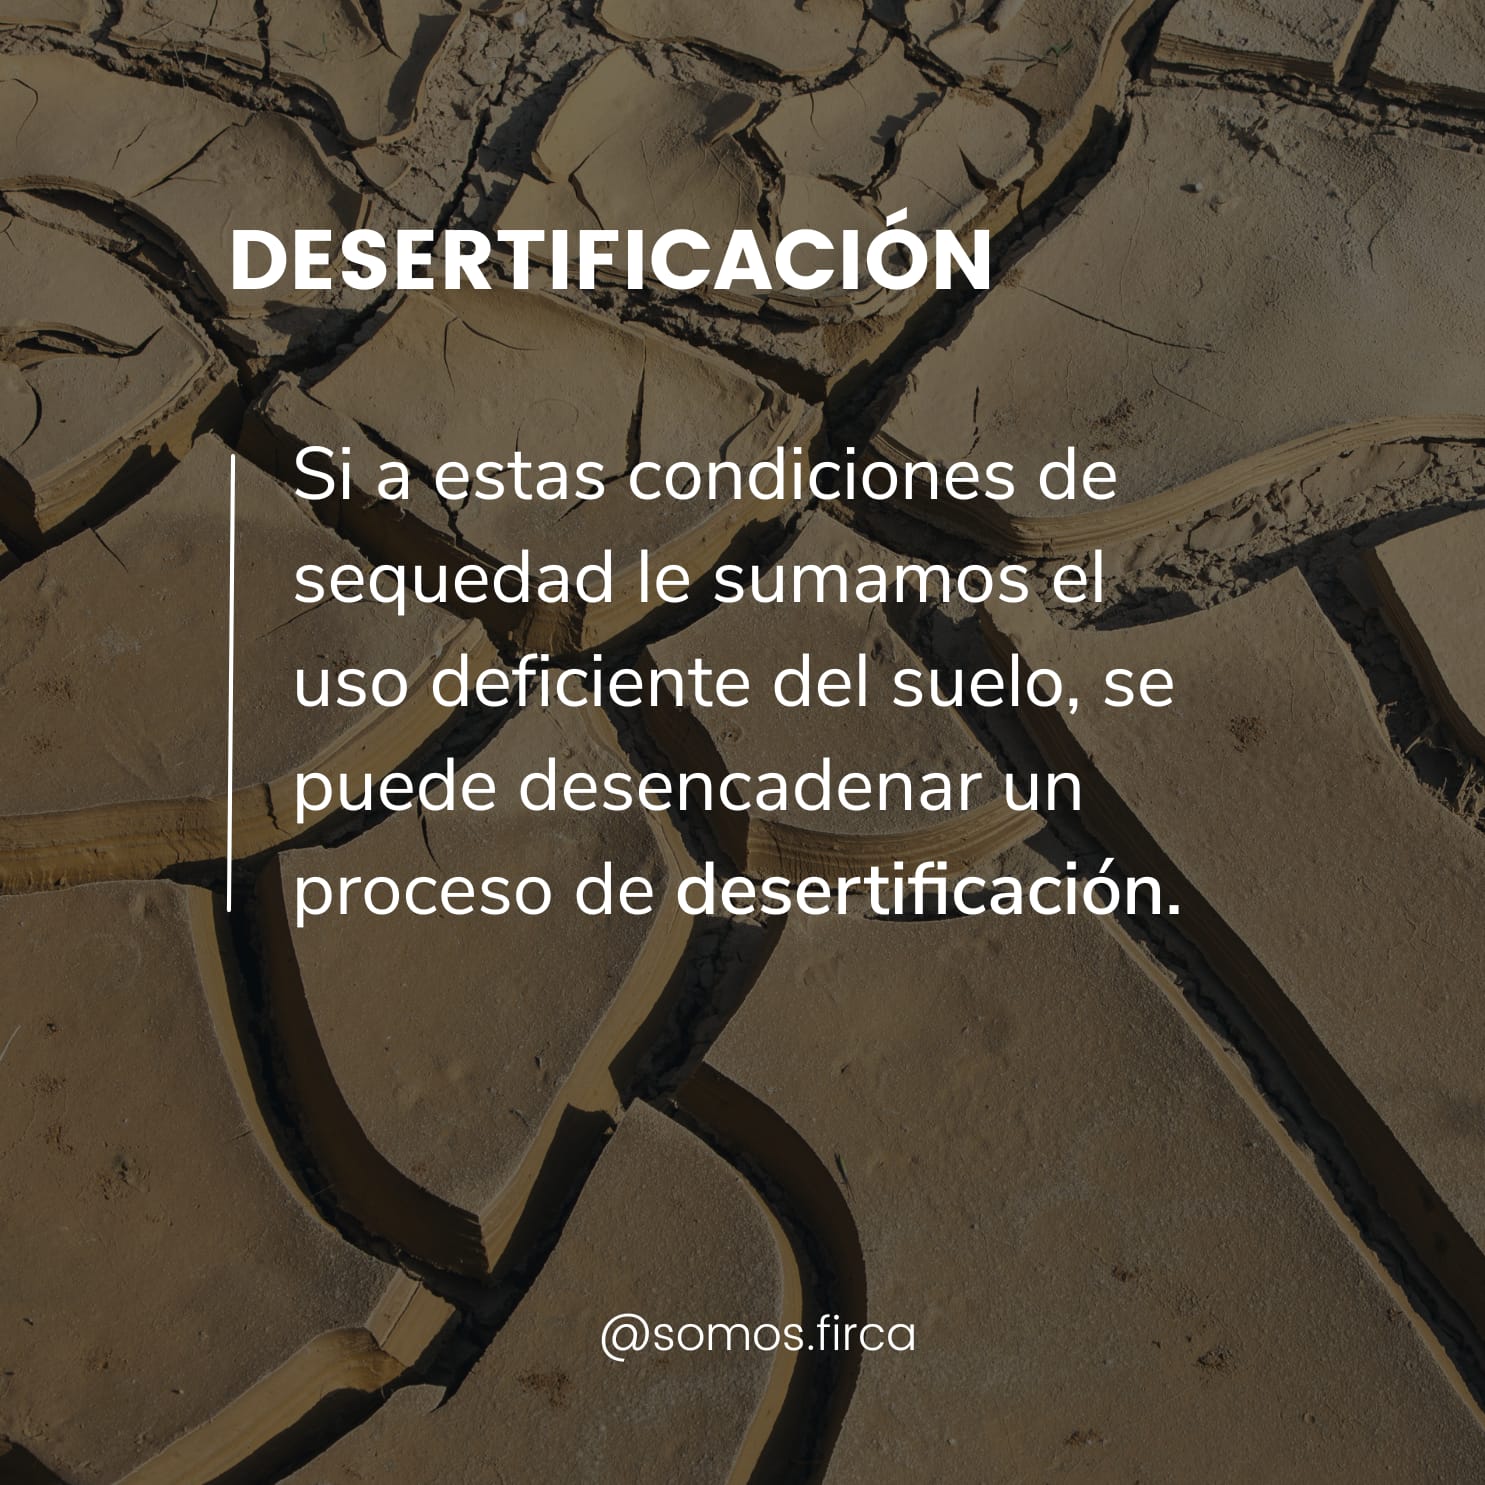 DESERTIFICACIÓN
Si a estas condiciones de
sequedad le sumamos el
uso deficiente del suelo, se
puede desencadenar un
proceso de desertificación.
@somos.firca